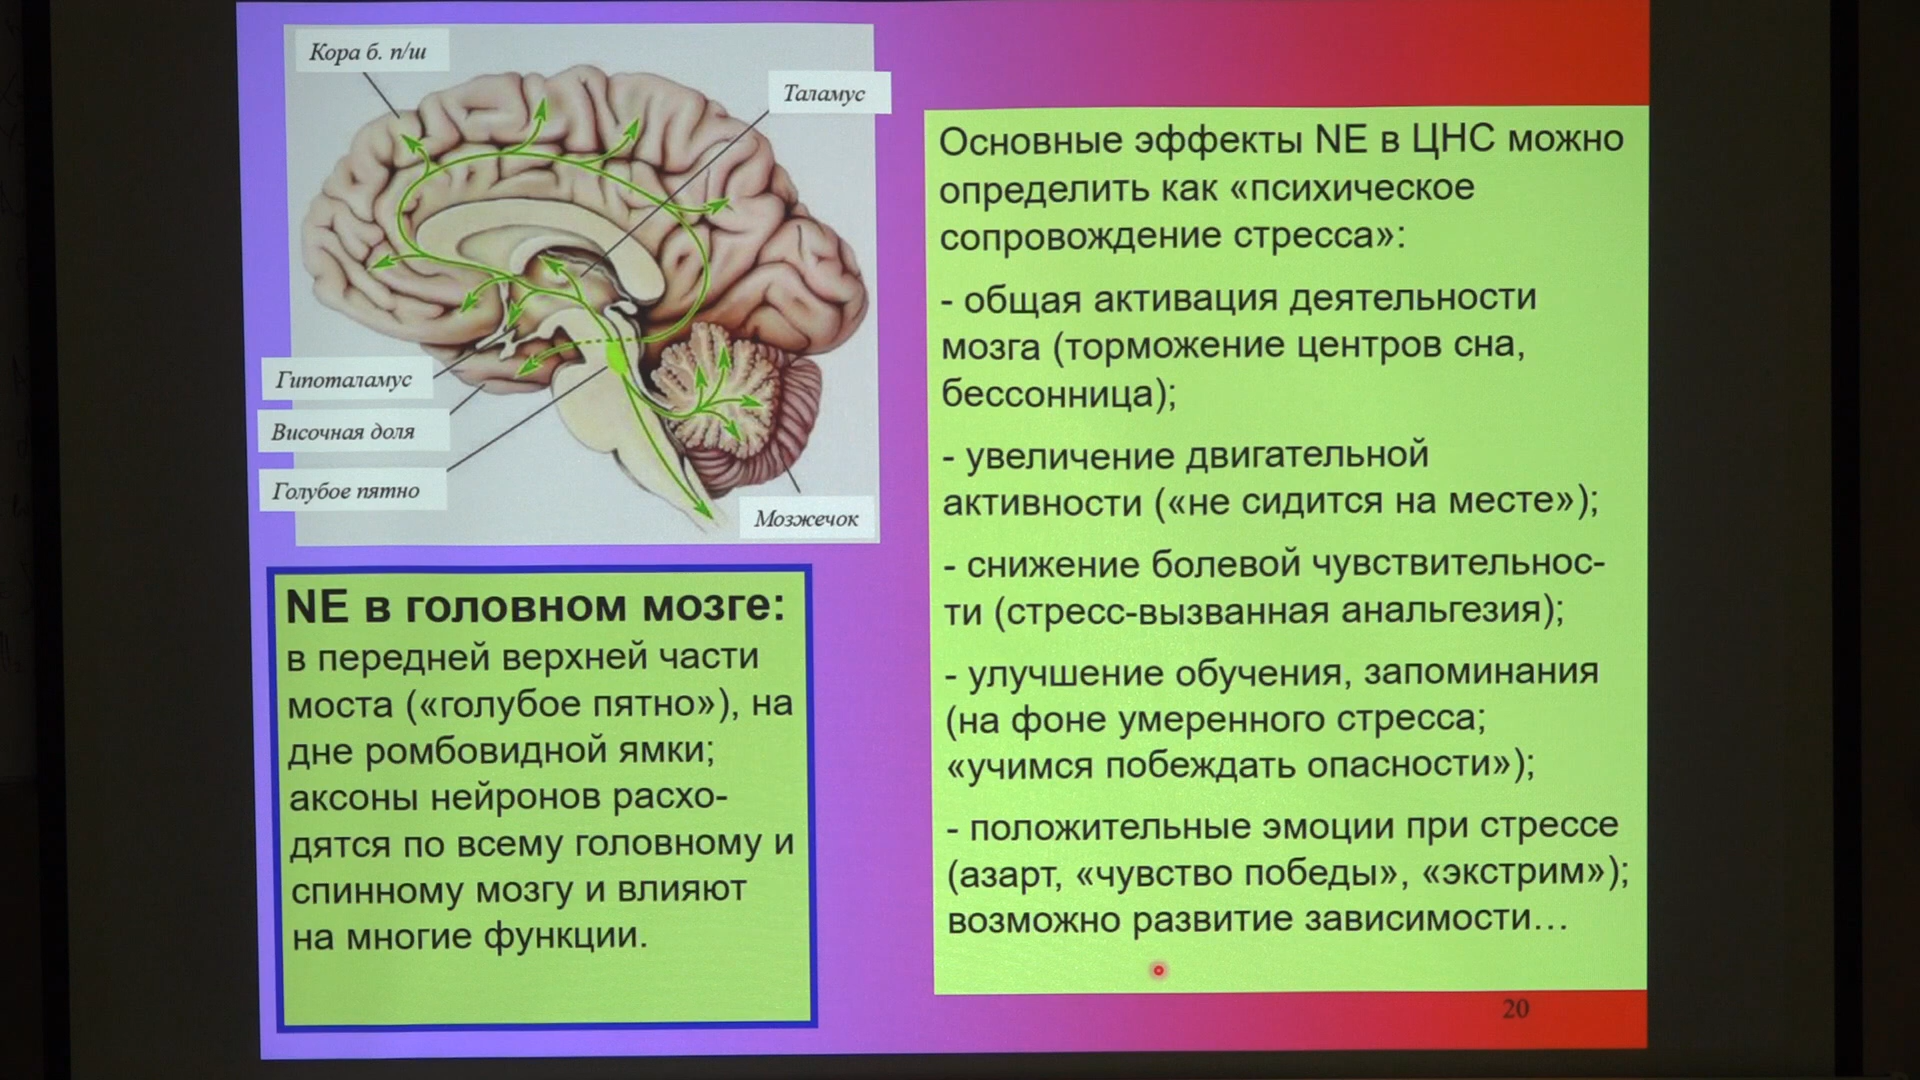 Кора б. п/ш
Таламус
Гипоталамус
Височная доля
Голубое пятно
Мозжечок
NE в головном мозге:
в передней верхней части
моста («голубое пятно»), на
дне ромбовидной ямки;
аксоны нейронов расхо-
дятся по всему головному и
спинному мозгу и влияют
на многие функции.
Основные эффекты NE в ЦНС можно
определить как «психическое
сопровождение стресса»:
- общая активация деятельности
мозга (торможение центров сна,
бессонница);
- увеличение двигательной
активности («не сидится на месте»);
- снижение болевой чувствительнос-
ти (стресс-вызванная анальгезия);
- улучшение обучения, запоминания
(на фоне умеренного стресса;
«учимся побеждать опасности»);
- положительные эмоции при стрессе
(азарт, «чувство победы», «экстрим»);
возможно развитие зависимости…
20